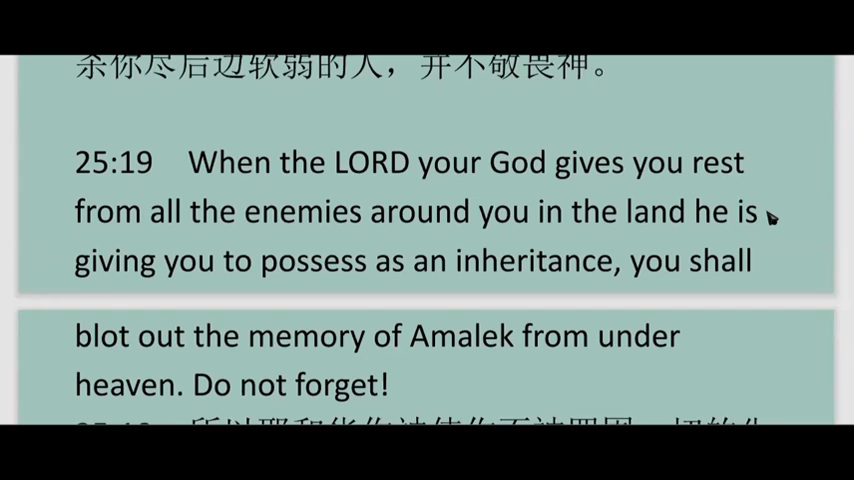 杀你尽后边软弱的人，并不敬畏神。
25:19 When the LORD your God gives you rest
from all the enemies around you in the land he is
giving you to possess as an inheritance, you shall
blot out the memory of Amalek from under
heaven. Do not forget!